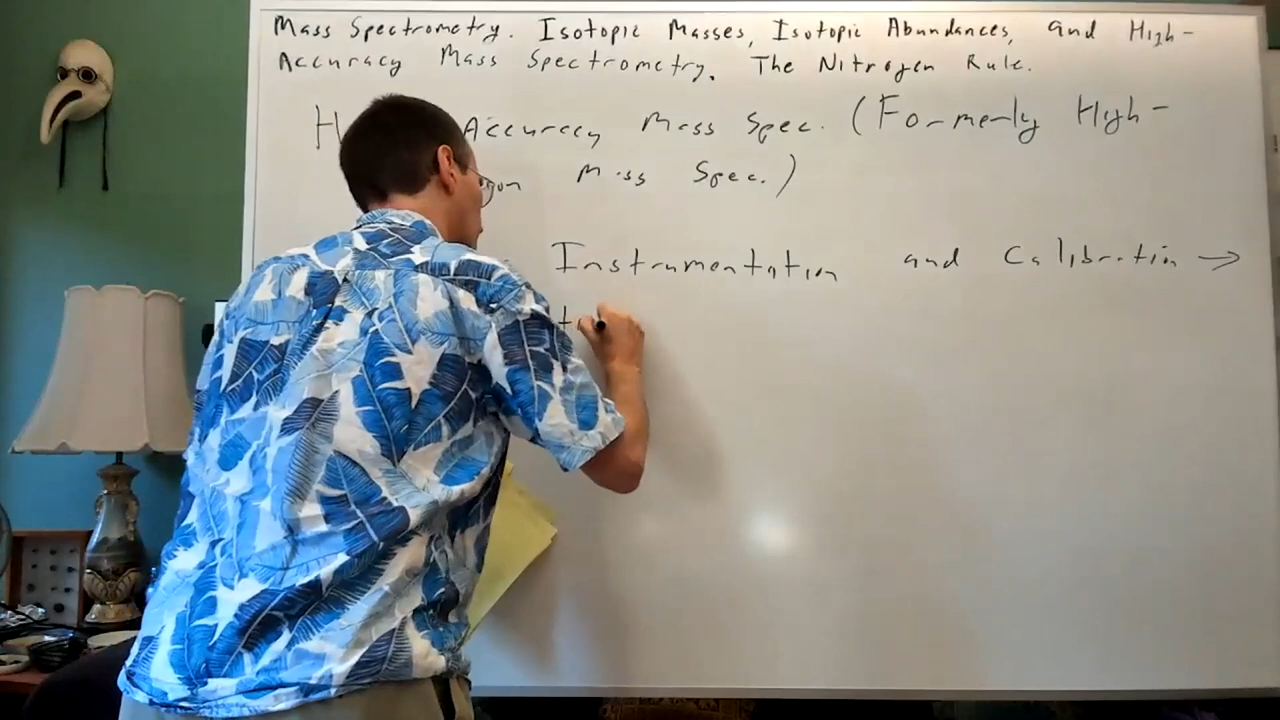 Mass Spectrometry. Isotopic Masses, Isotopic Abundances, and High-
Accuracy Mass Spectrometry. The Nitrogen Rule.
Accuracy Mass Spec. (Formerly High-
Mass Spec.)
Instrumentation and Calibration →